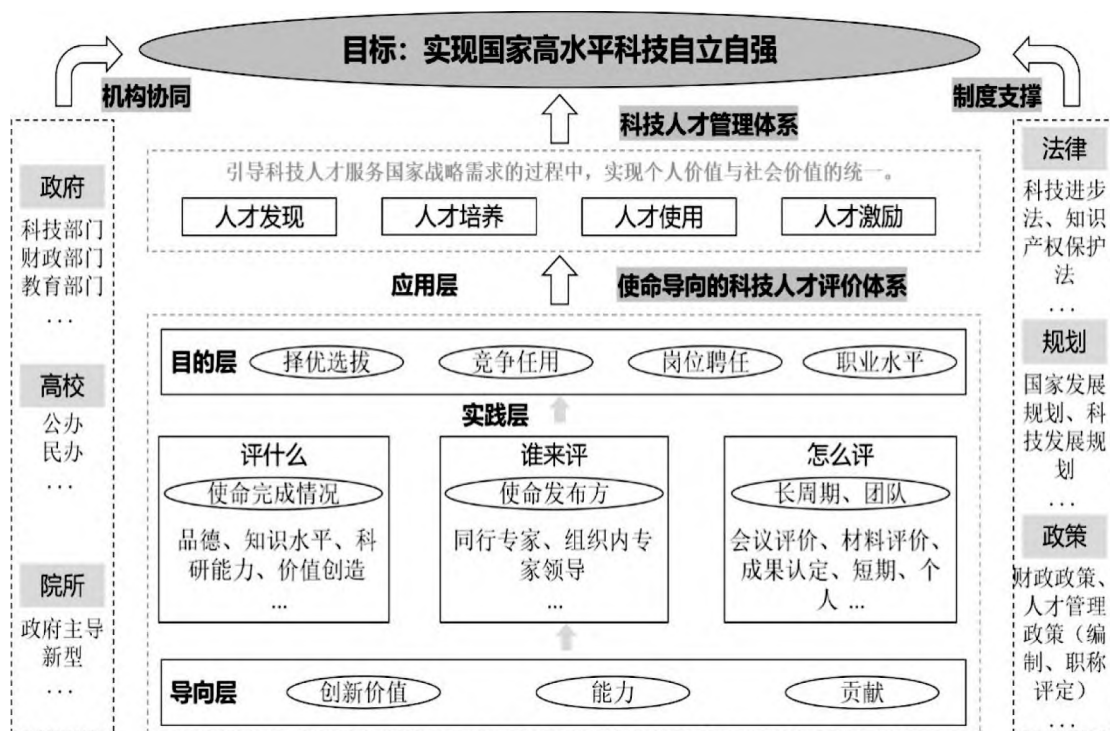 目标：实现国家高水平科技自立自强
机构协同
制度支撑
科技人才管理体系
政府
科技部门
财政部门
教育部门
...
高校
公办
民办
...
院所
政府主导
新型
...
引导科技人才服务国家战略需求的过程中，实现个人价值与社会价值的统一。
人才发现
人才培养
人才使用
人才激励
应用层
使命导向的科技人才评价体系
目的层
择优选拔
竞争任用
岗位聘任
职业水平
实践层
评什么
使命完成情况
品德、知识水平、科
研能力、价值创造
...
谁来评
使命发布方
同行专家、组织内专
家领导
...
怎么评
长周期、团队
会议评价、材料评价、
成果认定、短期、个
人 ...
导向层
创新价值
能力
贡献
法律
科技进步
法、知识
产权保护
法
...
规划
国家发展
规划、科
技发展规
划
...
政策
财政政策、
人才管理
政策（编
制、职称
评定）
...